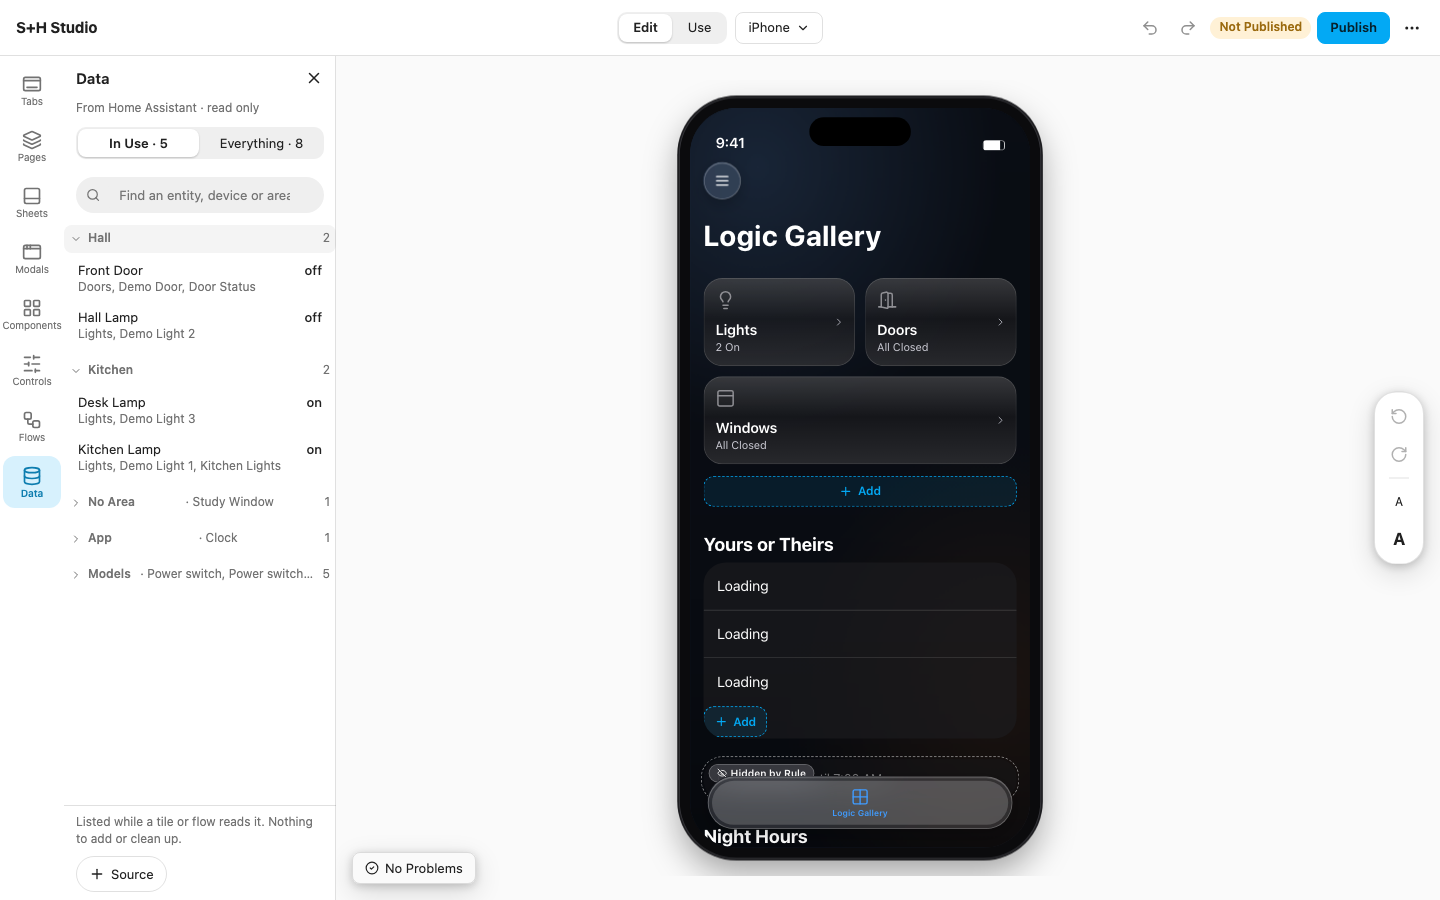 S+H Studio
Edit
Use
iPhone
Not Published
Publish
Tabs
Pages
Sheets
Modals
Components
Controls
Flows
Data
Data
From Home Assistant · read only
In Use · 5
Everything · 8
Find an entity, device or area
Hall
2
Front Door
off
Doors, Demo Door, Door Status
Hall Lamp
off
Lights, Demo Light 2
Kitchen
2
Desk Lamp
on
Lights, Demo Light 3
Kitchen Lamp
on
Lights, Demo Light 1, Kitchen Lights
No Area · Study Window
1
App · Clock
1
Models · Power switch, Power switch...
5
Listed while a tile or flow reads it. Nothing
to add or clean up.
Source
9:41
Logic Gallery
Lights
2 On
Doors
All Closed
Windows
All Closed
Add
Yours or Theirs
Loading
Loading
Loading
Add
Hidden by Rule
Logic Gallery
Night Hours
No Problems
A
A